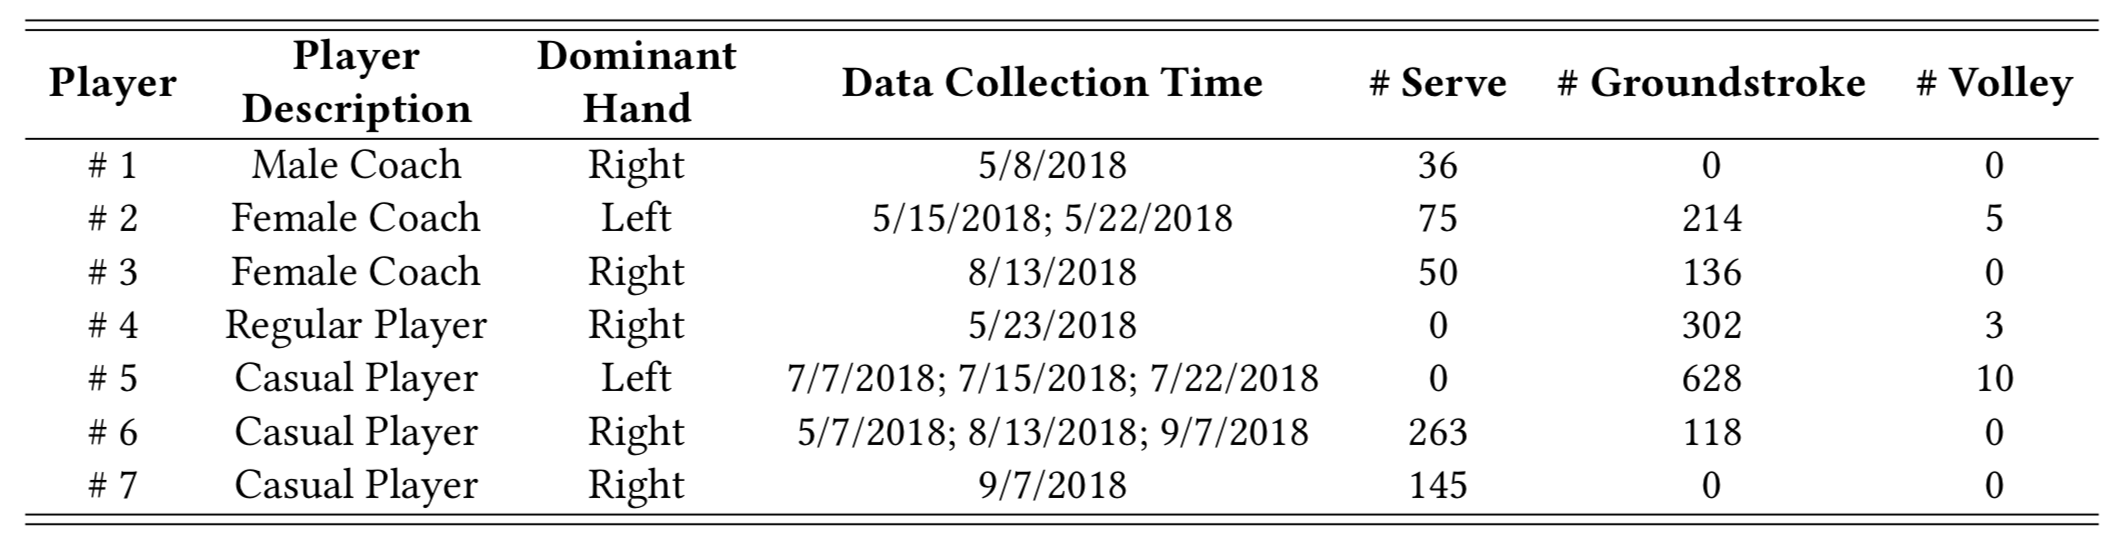 Player Player Description Dominant Hand Data Collection Time # Serve # Groundstroke # Volley
# 1 Male Coach Right 5/8/2018 36 0 0
# 2 Female Coach Left 5/15/2018; 5/22/2018 75 214 5
# 3 Female Coach Right 8/13/2018 50 136 0
# 4 Regular Player Right 5/23/2018 0 302 3
# 5 Casual Player Left 7/7/2018; 7/15/2018; 7/22/2018 0 628 10
# 6 Casual Player Right 5/7/2018; 8/13/2018; 9/7/2018 263 118 0
# 7 Casual Player Right 9/7/2018 145 0 0